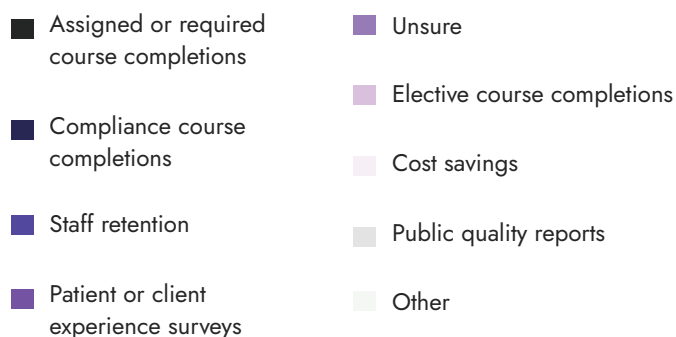 Assigned or required
course completions
Compliance course
completions
Staff retention
Patient or client
experience surveys
Unsure
Elective course completions
Cost savings
Public quality reports
Other